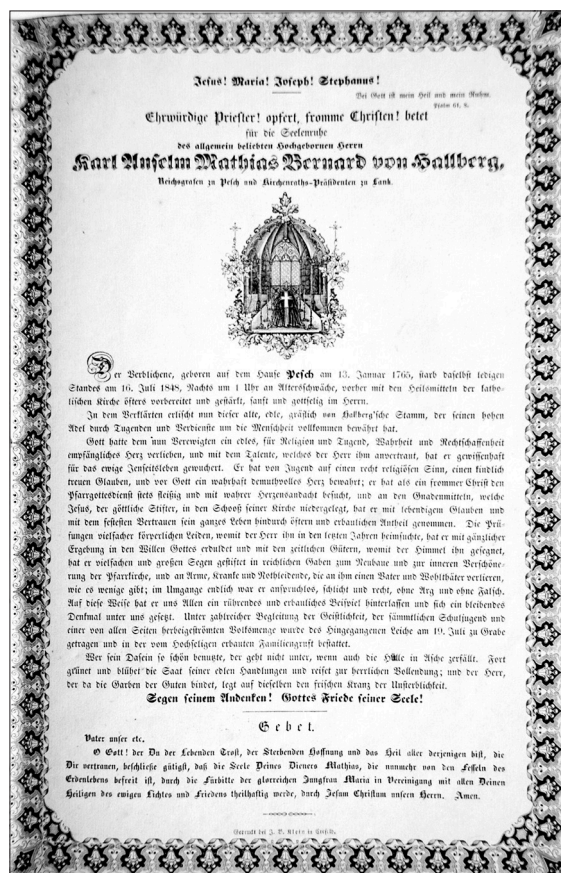 Jesus! Maria! Joseph! Stephanus!
Bei Gott ist mein Heil und mein Ruhm.
Psalm 61, 8.
Ehrwürdige Priester! opfert, fromme Christen! betet
für die Seelenruhe
des allgemein beliebten Hochgebornen Herrn
Karl Anselm Mathias Bernard von Hallberg,
Reichsgrafen zu Pesch und Kirchenraths-Präsidenten zu Lank.
Der Verblichene, geboren auf dem Hause Pesch am 13. Januar 1765, starb daselbst ledigen
Standes am 16. Juli 1848, Nachts um 1 Uhr an Altersschwäche, vorher mit den Heilsmitteln der katho-
lischen Kirche öfters vorbereitet und gestärkt, sanft und gottselig im Herrn.
In dem Verklärten erlischt nun dieser alte, edle, gräflich von Hallberg'sche Stamm, der seinen hohen
Adel durch Tugenden und Verdienste um die Menschheit vollkommen bewährt hat.
Gott hatte dem nun Verewigten ein edles, für Religion und Tugend, Wahrheit und Rechtschaffenheit
empfängliches Herz verliehen, und mit dem Talente, welches der Herr ihm anvertraut, hat er gewissenhaft
für das ewige Jenseitsleben gewuchert. Er hat von Jugend auf einen recht religiösen Sinn, einen kindlich
treuen Glauben, und vor Gott ein wahrhaft demuthvolles Herz bewahrt; er hat als ein frommer Christ den
Pfarrgottesdienst stets fleißig und mit wahrer Herzensandacht besucht, und an den Gnadenmitteln, welche
Jesus, der göttliche Stifter, in den Schooß seiner Kirche niedergelegt, hat er mit lebendigem Glauben und
mit dem festesten Vertrauen sein ganzes Leben hindurch öftern und erbaulichen Antheil genommen. Die Prü-
fungen vielfacher körperlichen Leiden, womit der Herr ihn in den letzten Jahren heimsuchte, hat er mit gänzlicher
Ergebung in den Willen Gottes erduldet und mit den zeitlichen Gütern, womit der Himmel ihn gesegnet,
hat er vielfachen und großen Segen gestiftet in reichlichen Gaben zum Neubaue und zur inneren Verschöne-
rung der Pfarrkirche, und an Arme, Kranke und Nothleidende, die an ihm einen Vater und Wohlthäter verlieren,
wie es wenige gibt; im Umgange endlich war er anspruchlos, schlicht und recht, ohne Arg und ohne Falsch.
Auf diese Weise hat er uns Allen ein rührendes und erbauliches Beispiel hinterlassen und sich ein bleibendes
Denkmal unter uns gesetzt. Unter zahlreicher Begleitung der Geistlichkeit, der sämmtlichen Schuljugend und
einer von allen Seiten herbeigeströmten Volksmenge wurde des Hingegangenen Leiche am 19. Juli zu Grabe
getragen und in der vom Hochseligen erbauten Familiengruft bestattet.
Wer sein Dasein so schön benutzte, der geht nicht unter, wenn auch die Hülle in Asche zerfällt. Fort
grünet und blühet die Saat seiner edlen Handlungen und reifet zur herrlichen Vollendung; und der Herr,
der da die Garben der Guten bindet, legt auf dieselben den frischen Kranz der Unsterblichkeit.
Segen seinem Andenken! Gottes Friede seiner Seele!
Gebet.
Vater unser etc.
O Gott! der Du der Lebenden Trost, der Sterbenden Hoffnung und das Heil aller derjenigen bist, die
Dir vertrauen, beschließe gütigst, daß die Seele Deines Dieners Mathias, die nunmehr von den Fesseln des
Erdenlebens befreit ist, durch die Fürbitte der glorreichen Jungfrau Maria in Vereinigung mit allen Deinen
Heiligen des ewigen Lichtes und Friedens theilhaftig werde, durch Jesum Christum unsern Herrn. Amen.
Gedruckt bei J. B. Klein in Crefeld.